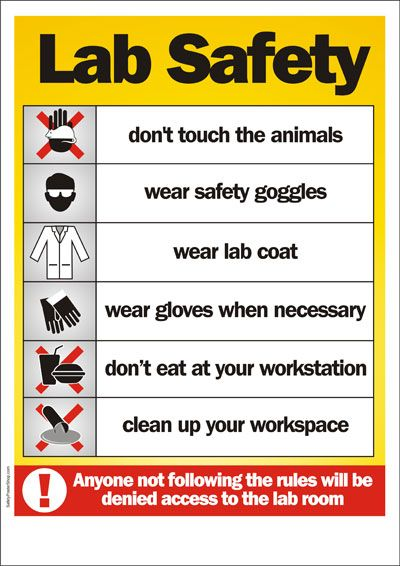 Lab Safety
don't touch the animals
wear safety goggles
wear lab coat
wear gloves when necessary
don't eat at your workstation
clean up your workspace
! Anyone not following the rules will be
denied access to the lab room
SafetyPosterShop.com